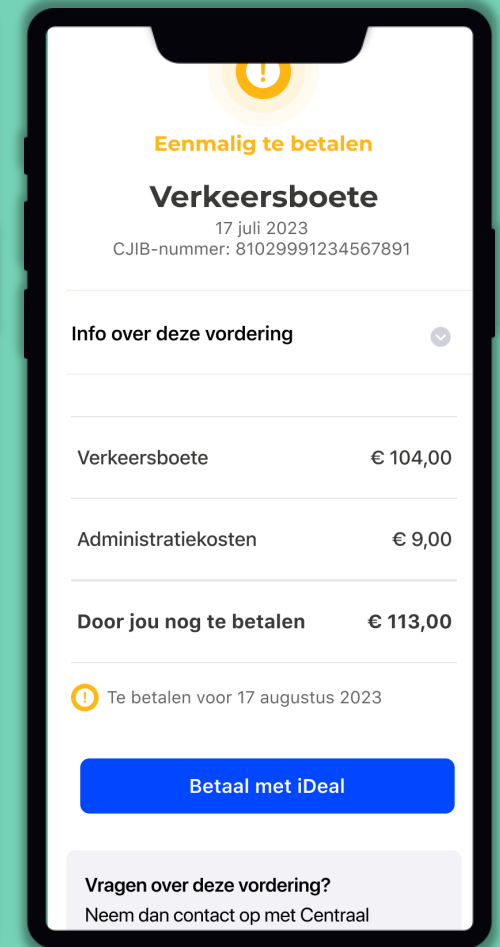 Eenmalig te betalen
Verkeersboete
17 juli 2023
CJIB-nummer: 81029991234567891
Info over deze vordering
Verkeersboete € 104,00
Administratiekosten € 9,00
Door jou nog te betalen € 113,00
! Te betalen voor 17 augustus 2023
Betaal met iDeal
Vragen over deze vordering?
Neem dan contact op met Centraal